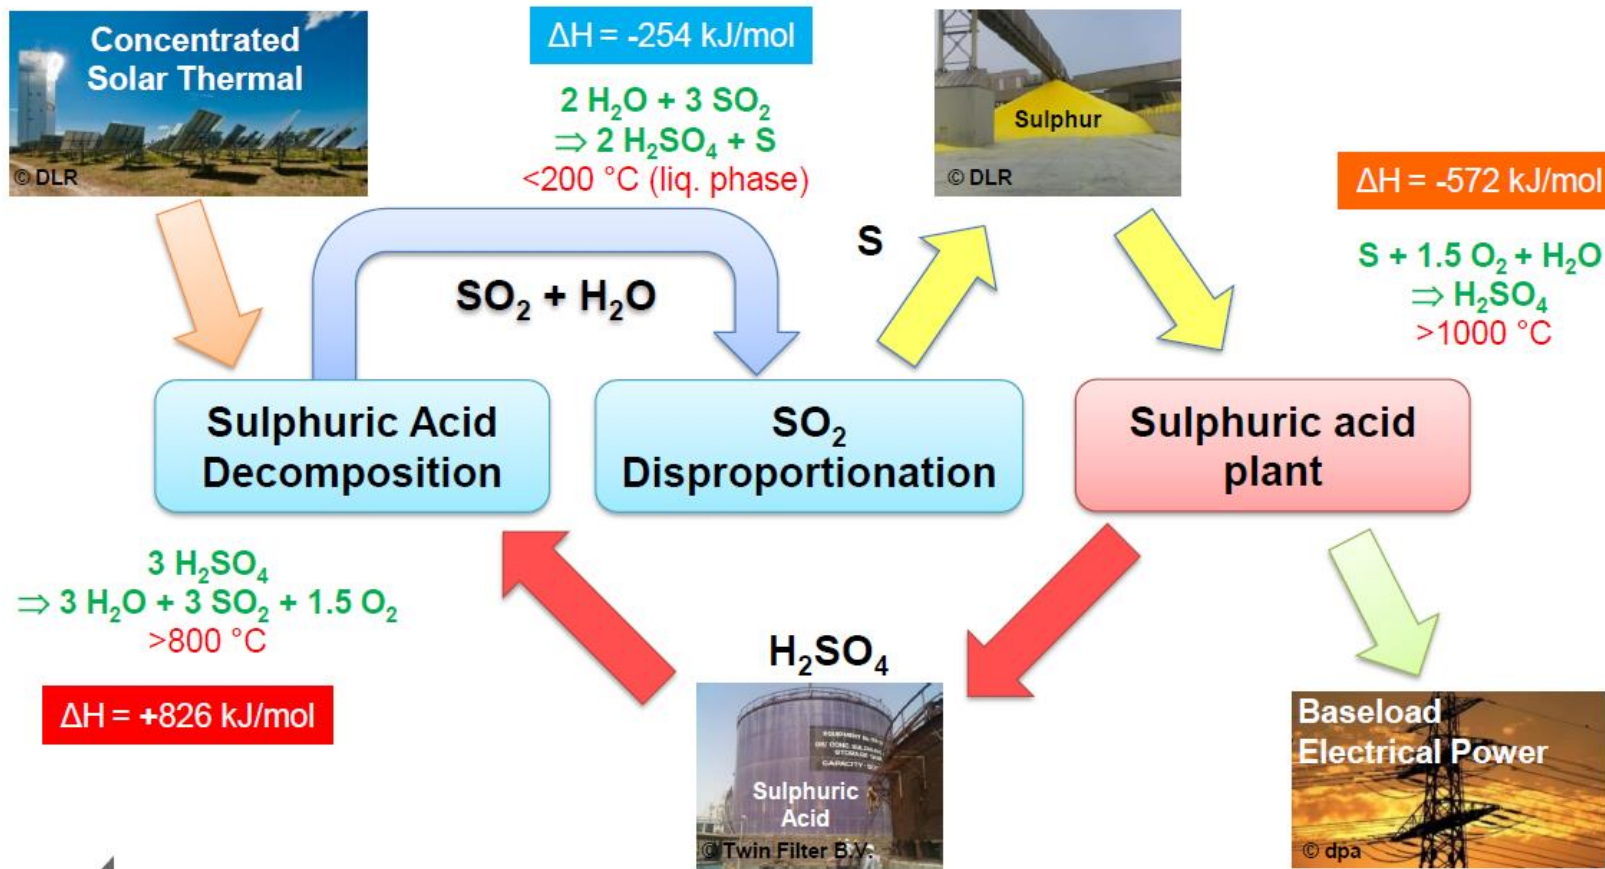 Concentrated
Solar Thermal
© DLR
ΔH = -254 kJ/mol
2 H₂O + 3 SO₂
⇒ 2 H₂SO₄ + S
<200 °C (liq. phase)
Sulphur
© DLR
ΔH = -572 kJ/mol
S + 1.5 O₂ + H₂O
⇒ H₂SO₄
>1000 °C
SO₂ + H₂O
S
Sulphuric Acid
Decomposition
SO₂
Disproportionation
Sulphuric acid
plant
3 H₂SO₄
⇒ 3 H₂O + 3 SO₂ + 1.5 O₂
>800 °C
ΔH = +826 kJ/mol
H₂SO₄
CAPACITY
Sulphuric
Acid
© Twin Filter B.V.
Baseload
Electrical Power
© dpa